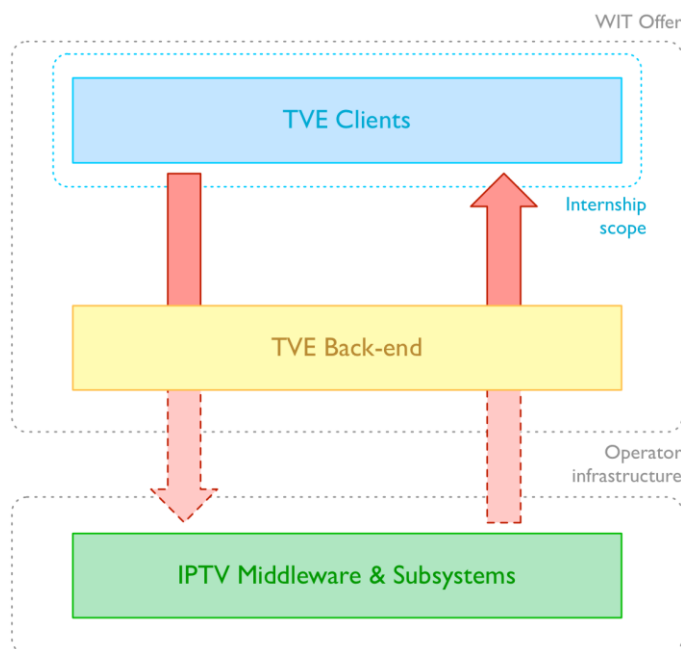 WIT Offer
TVE Clients
Internship
scope
TVE Back-end
Operator
infrastructure
IPTV Middleware & Subsystems